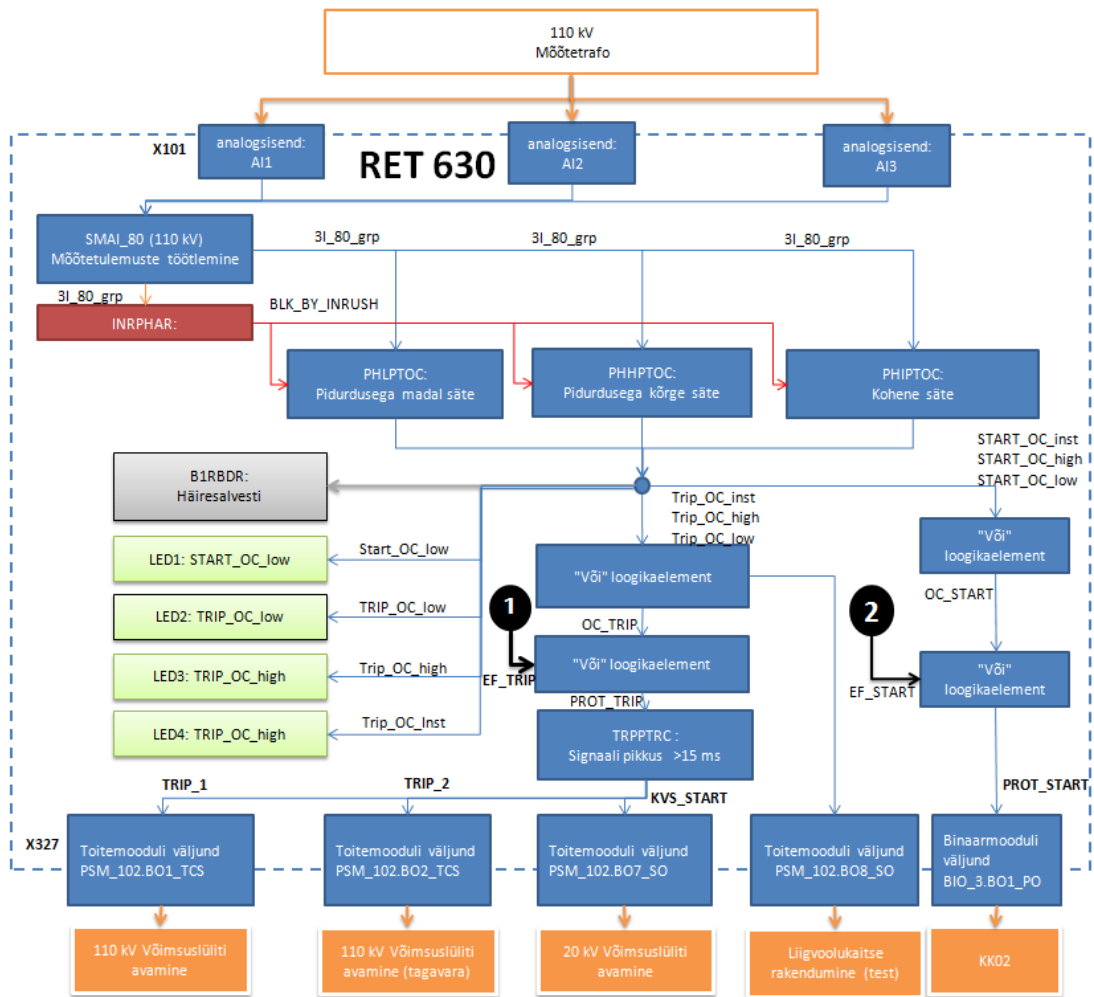 110 kV
Mõõtetrafo
X101
analogsisend:
AI1
RET 630
analogsisend:
AI2
analogsisend:
AI3
SMAI_80 (110 kV)
Mõõtetulemuste töötlemine
3I_80_grp
3I_80_grp
3I_80_grp
3I_80_grp
INRPHAR:
BLK_BY_INRUSH
PHLPTOC:
Pidurdusega madal säte
PHHPTOC:
Pidurdusega kõrge säte
PHIPTOC:
Kohene säte
START_OC_inst
START_OC_high
START_OC_low
B1RBDR:
Häiresalvesti
Trip_OC_inst
Trip_OC_high
Trip_OC_low
LED1: START_OC_low
Start_OC_low
"Või" loogikaelement
"Või"
loogikaelement
LED2: TRIP_OC_low
TRIP_OC_low
1
OC_TRIP
2
OC_START
LED3: TRIP_OC_high
Trip_OC_high
EF_TRIP
"Või" loogikaelement
EF_START
"Või"
loogikaelement
PROT_TRIP
LED4: TRIP_OC_high
Trip_OC_Inst
TRPPTRC :
Signaali pikkus >15 ms
TRIP_1
TRIP_2
KVS_START
PROT_START
X327
Toitemooduli väljund
PSM_102.BO1_TCS
Toitemooduli väljund
PSM_102.BO2_TCS
Toitemooduli väljund
PSM_102.BO7_SO
Toitemooduli väljund
PSM_102.BO8_SO
Binaarmooduli
väljund
BIO_3.BO1_PO
110 kV Võimsuslüliti
avamine
110 kV Võimsuslüliti
avamine (tagavara)
20 kV Võimsuslüliti
avamine
Liigvoolukaitse
rakendumine (test)
KK02